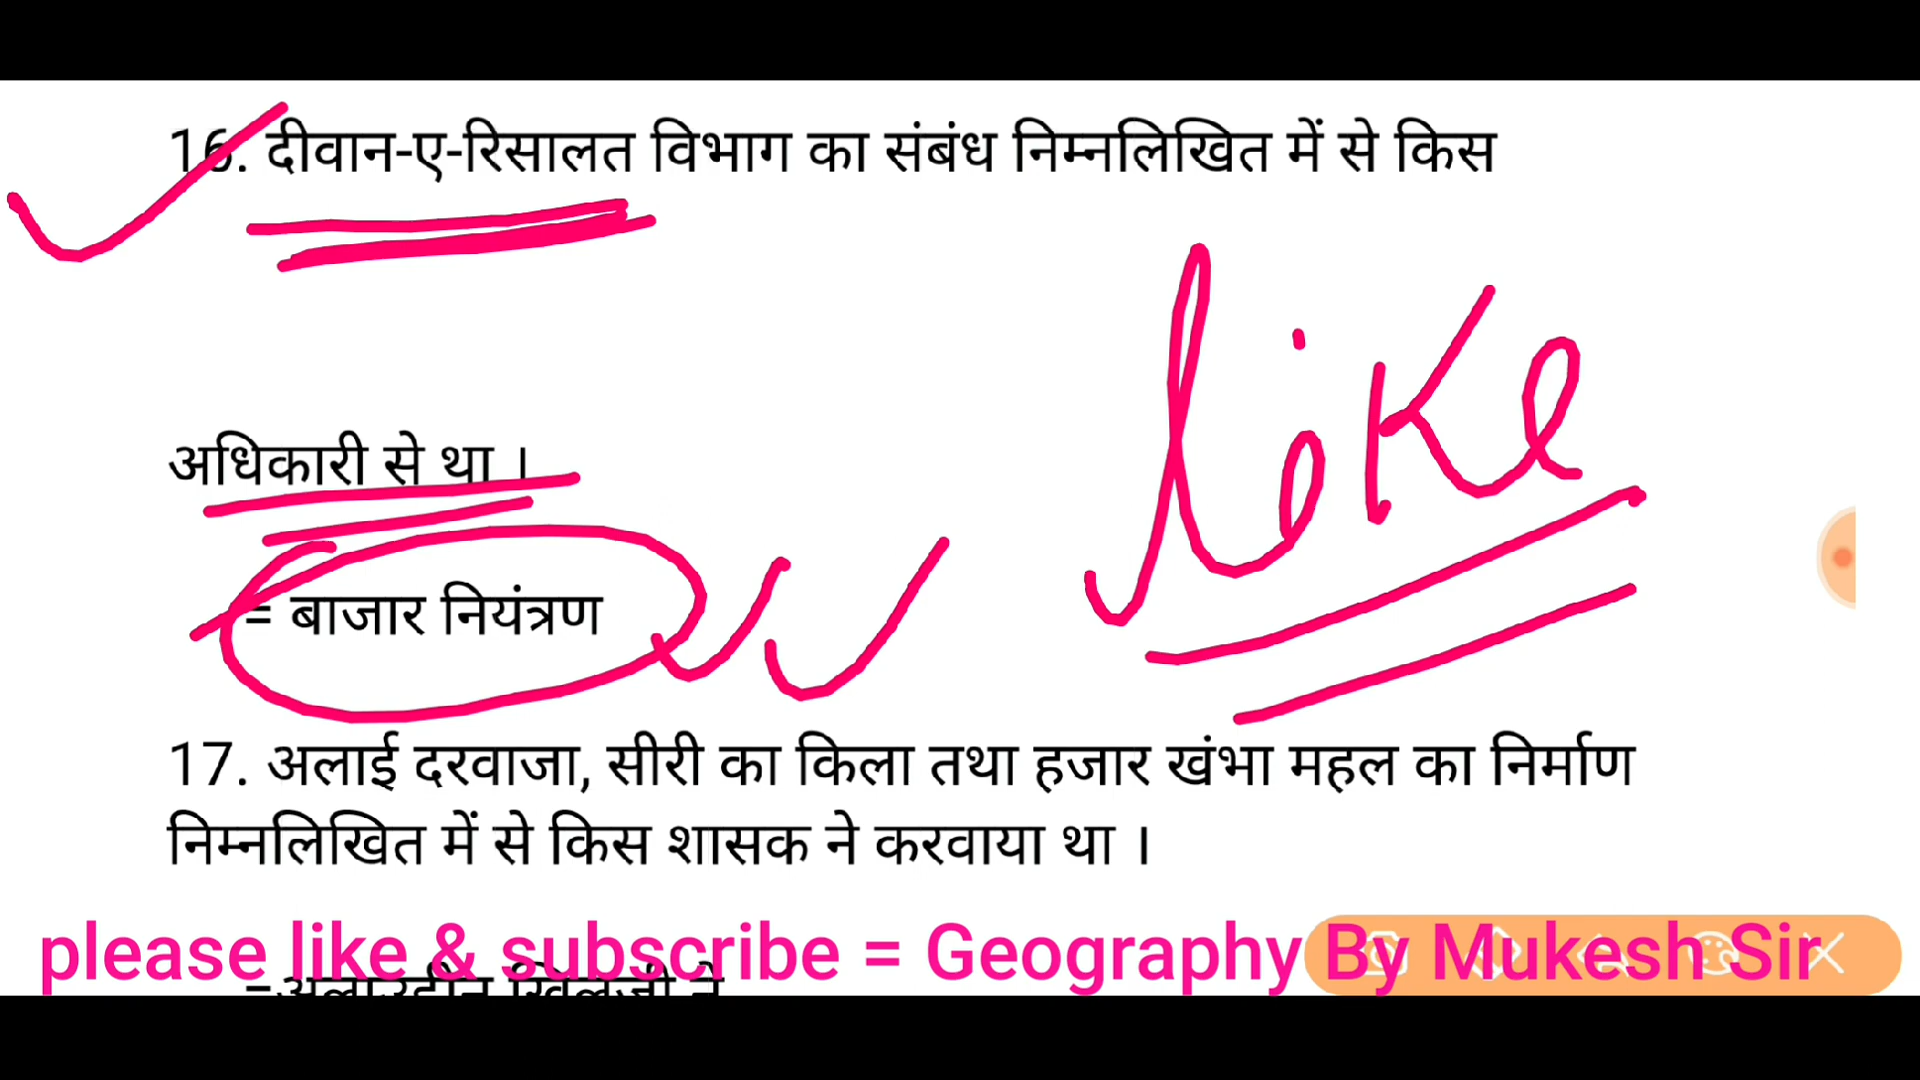 16. दीवान-ए-रिसालत विभाग का संबंध निम्नलिखित में से किस
like
अधिकारी से था ।
= बाजार नियंत्रण
17. अलाई दरवाजा, सीरी का किला तथा हजार खंभा महल का निर्माण
निम्नलिखित में से किस शासक ने करवाया था ।
please like & subscribe = Geography By Mukesh Sir